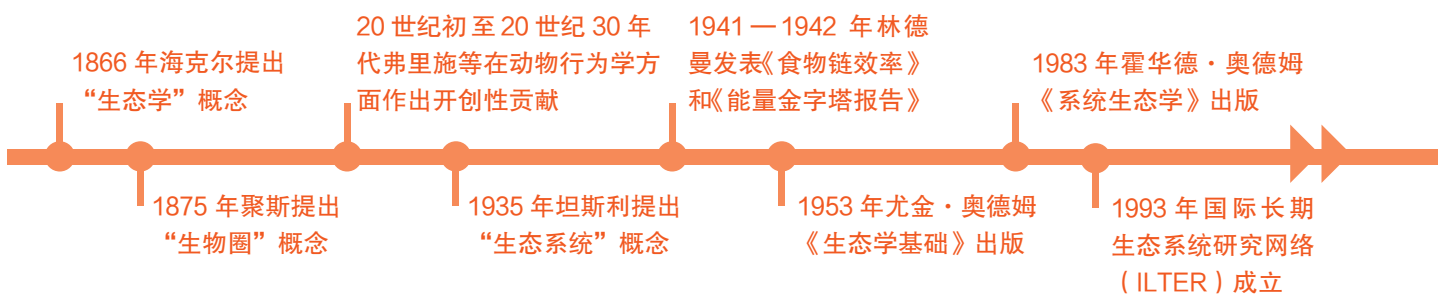 1866 年海克尔提出
“生态学”概念
1875 年聚斯提出
“生物圈”概念
20 世纪初至 20 世纪 30 年
代弗里施等在动物行为学方
面作出开创性贡献
1935 年坦斯利提出
“生态系统”概念
1941 — 1942 年林德
曼发表《食物链效率》
和《能量金字塔报告》
1953 年尤金·奥德姆
《生态学基础》出版
1983 年霍华德·奥德姆
《系统生态学》出版
1993 年国际长期
生态系统研究网络
（ILTER）成立